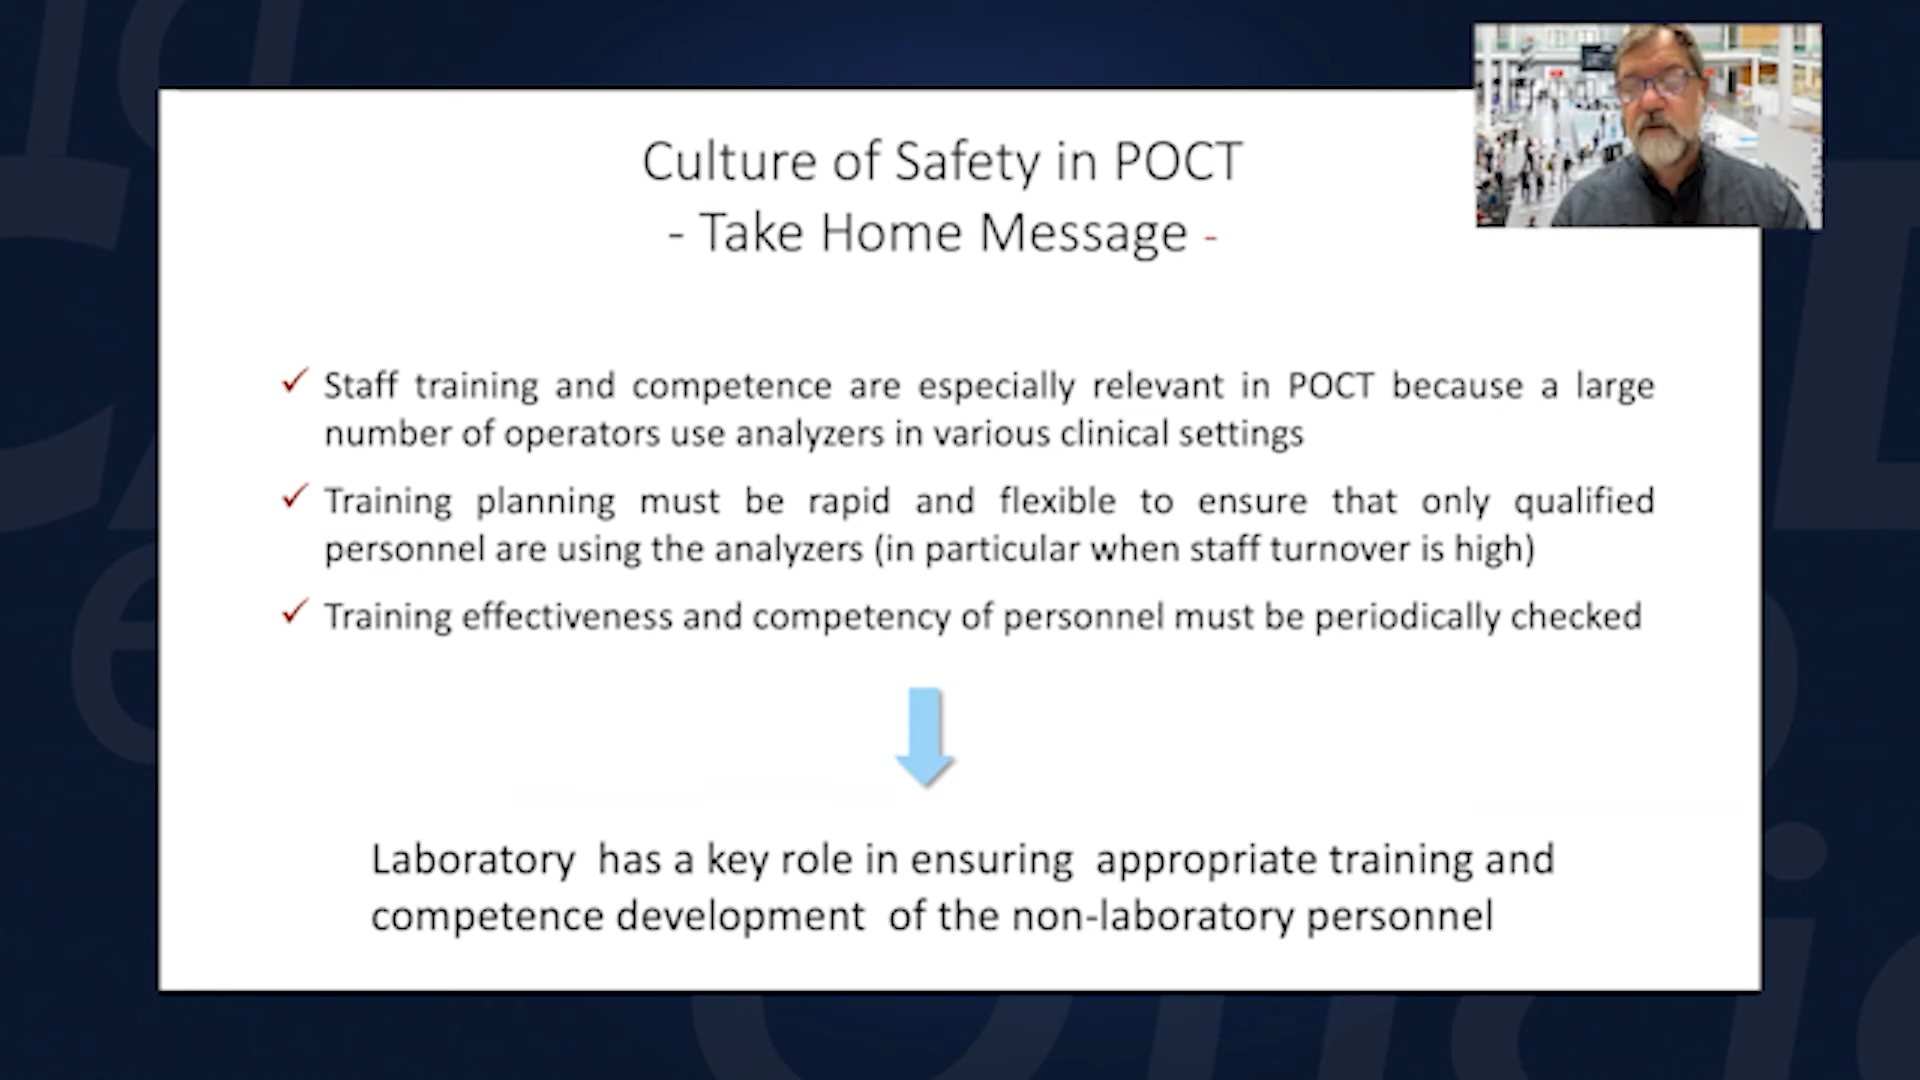 Culture of Safety in POCT
- Take Home Message -
✓ Staff training and competence are especially relevant in POCT because a large
number of operators use analyzers in various clinical settings
✓ Training planning must be rapid and flexible to ensure that only qualified
personnel are using the analyzers (in particular when staff turnover is high)
✓ Training effectiveness and competency of personnel must be periodically checked
Laboratory has a key role in ensuring appropriate training and
competence development of the non-laboratory personnel